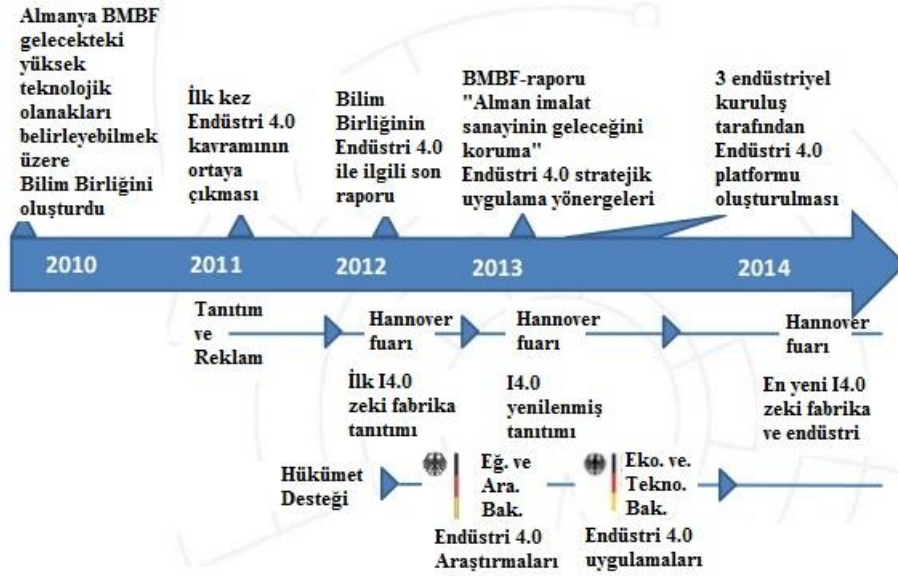 Almanya BMBF
gelecekteki
yüksek
teknolojik
olanakları
belirleyebilmek
üzere
Bilim Birliğini
oluşturdu
İlk kez
Endüstri 4.0
kavramının
ortaya
çıkması
Bilim
Birliğinin
Endüstri 4.0
ile ilgili son
raporu
BMBF-raporu
"Alman imalat
sanayinin geleceğini
koruma"
Endüstri 4.0 stratejik
uygulama yönergeleri
3 endüstriyel
kuruluş
tarafından
Endüstri 4.0
platformu
oluşturulması
2010
2011
2012
2013
2014
Tanıtım
ve
Reklam
Hannover
fuarı
Hannover
fuarı
Hannover
fuarı
İlk I4.0
zeki fabrika
tanıtımı
I4.0
yenilenmiş
tanıtımı
En yeni I4.0
zeki fabrika
ve endüstri
Hükümet
Desteği
Eğ. ve
Ara.
Bak.
Eko. ve.
Tekno.
Bak.
Endüstri 4.0
Araştırmaları
Endüstri 4.0
uygulamaları